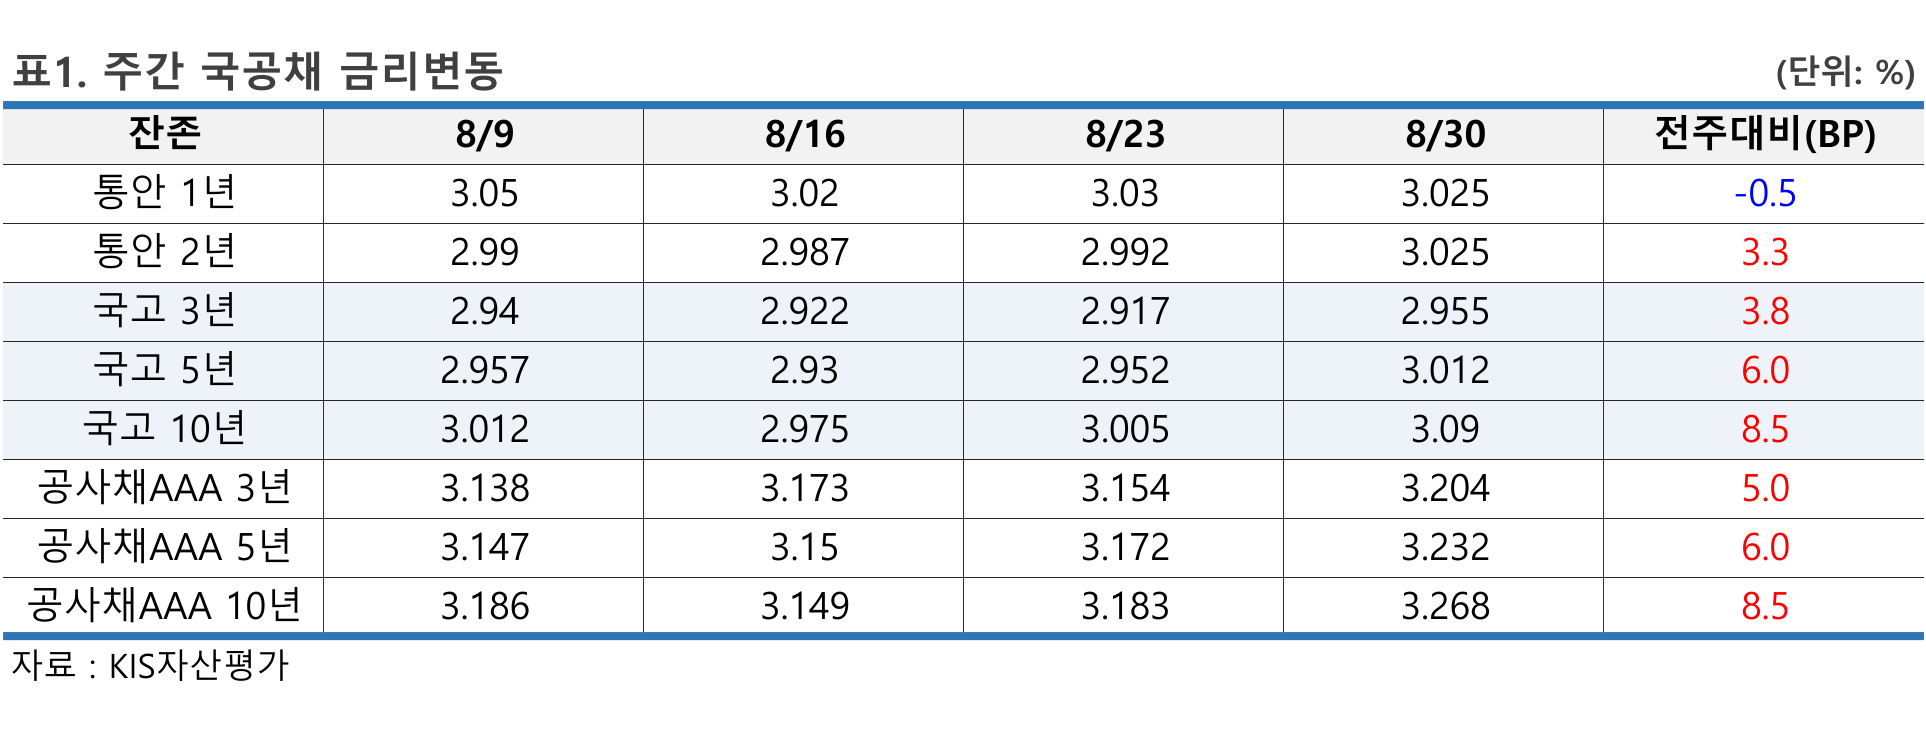 표1. 주간 국공채 금리변동 (단위: %)
잔존 8/9 8/16 8/23 8/30 전주대비(BP)
통안 1년 3.05 3.02 3.03 3.025 -0.5
통안 2년 2.99 2.987 2.992 3.025 3.3
국고 3년 2.94 2.922 2.917 2.955 3.8
국고 5년 2.957 2.93 2.952 3.012 6.0
국고 10년 3.012 2.975 3.005 3.09 8.5
공사채AAA 3년 3.138 3.173 3.154 3.204 5.0
공사채AAA 5년 3.147 3.15 3.172 3.232 6.0
공사채AAA 10년 3.186 3.149 3.183 3.268 8.5
자료 : KIS자산평가